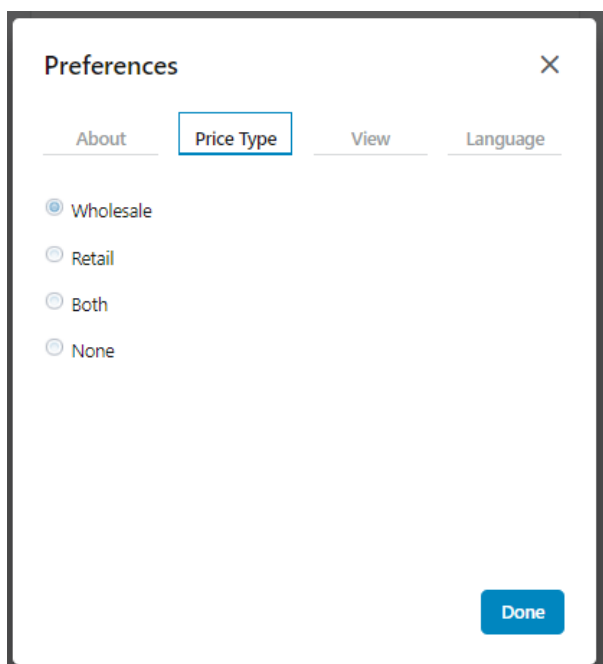 Preferences
About Price Type View Language
Wholesale
Retail
Both
None
Done